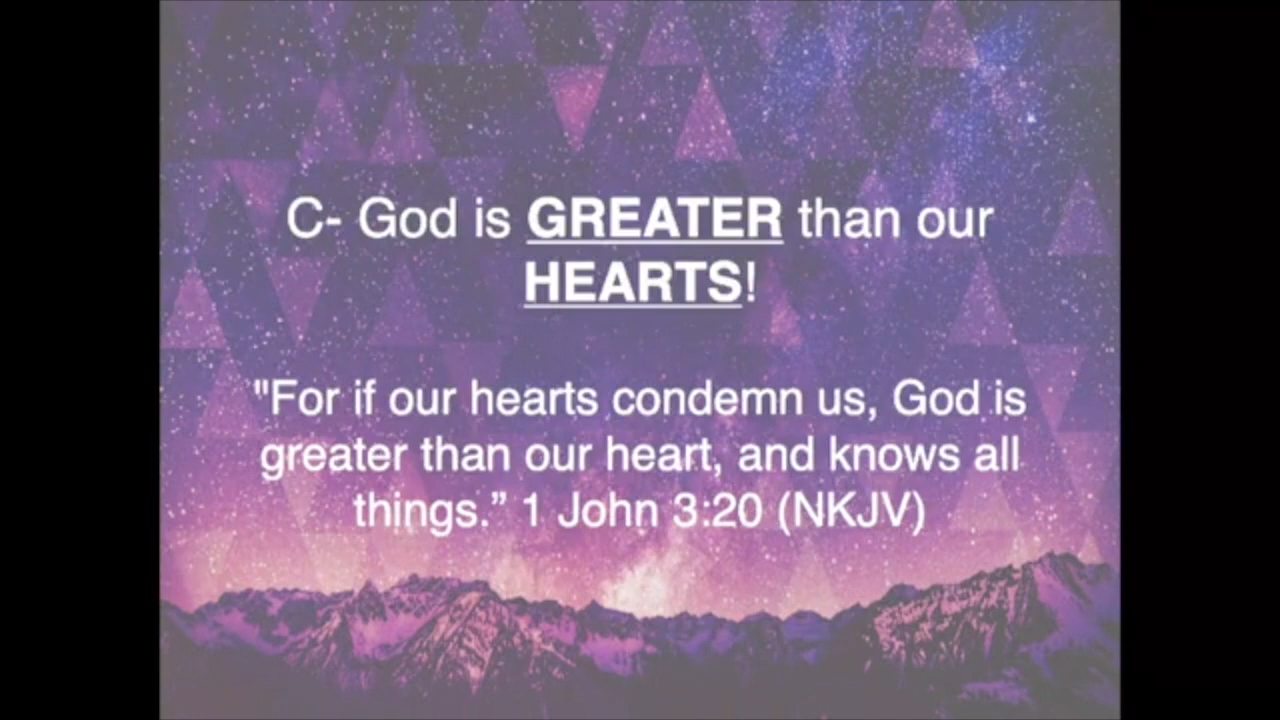 C- God is GREATER than our
HEARTS!
"For if our hearts condemn us, God is
greater than our heart, and knows all
things.” 1 John 3:20 (NKJV)